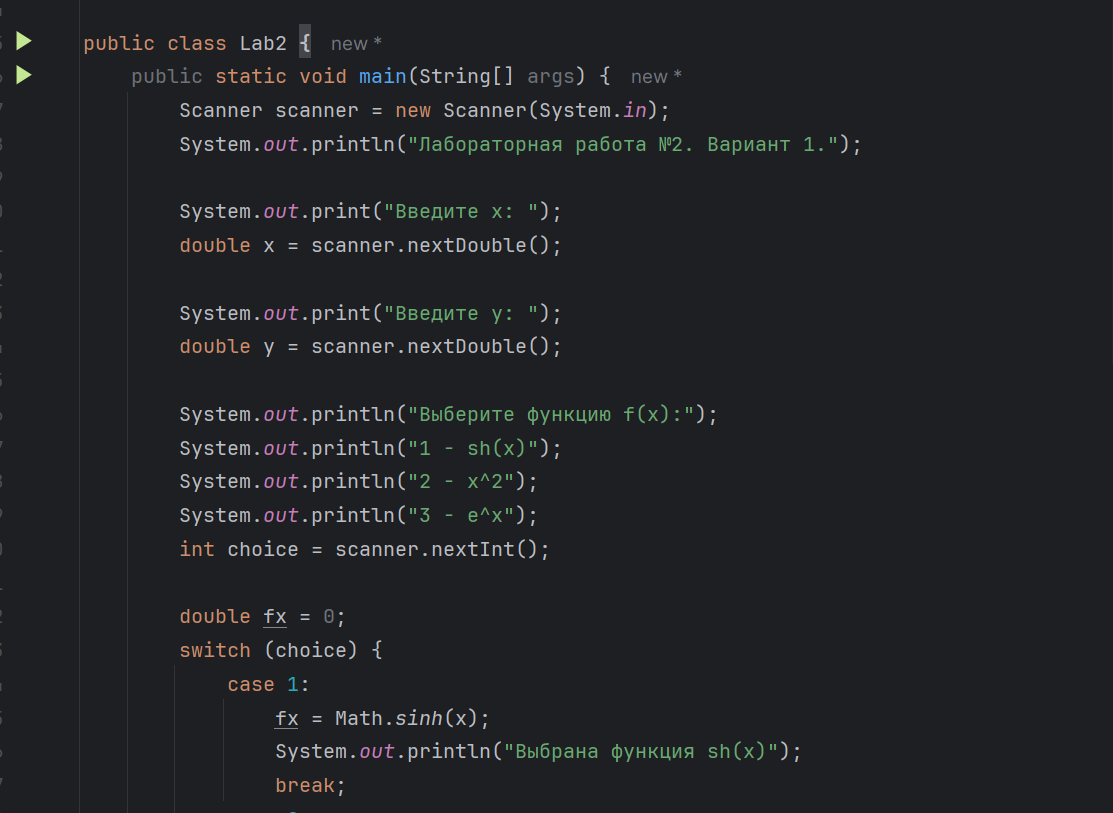 public class Lab2 { new *
public static void main(String[] args) { new *
Scanner scanner = new Scanner(System.in);
System.out.println("Лабораторная работа №2. Вариант 1.");
System.out.print("Введите x: ");
double x = scanner.nextDouble();
System.out.print("Введите y: ");
double y = scanner.nextDouble();
System.out.println("Выберите функцию f(x):");
System.out.println("1 - sh(x)");
System.out.println("2 - x^2");
System.out.println("3 - e^x");
int choice = scanner.nextInt();
double fx = 0;
switch (choice) {
case 1:
fx = Math.sinh(x);
System.out.println("Выбрана функция sh(x)");
break;